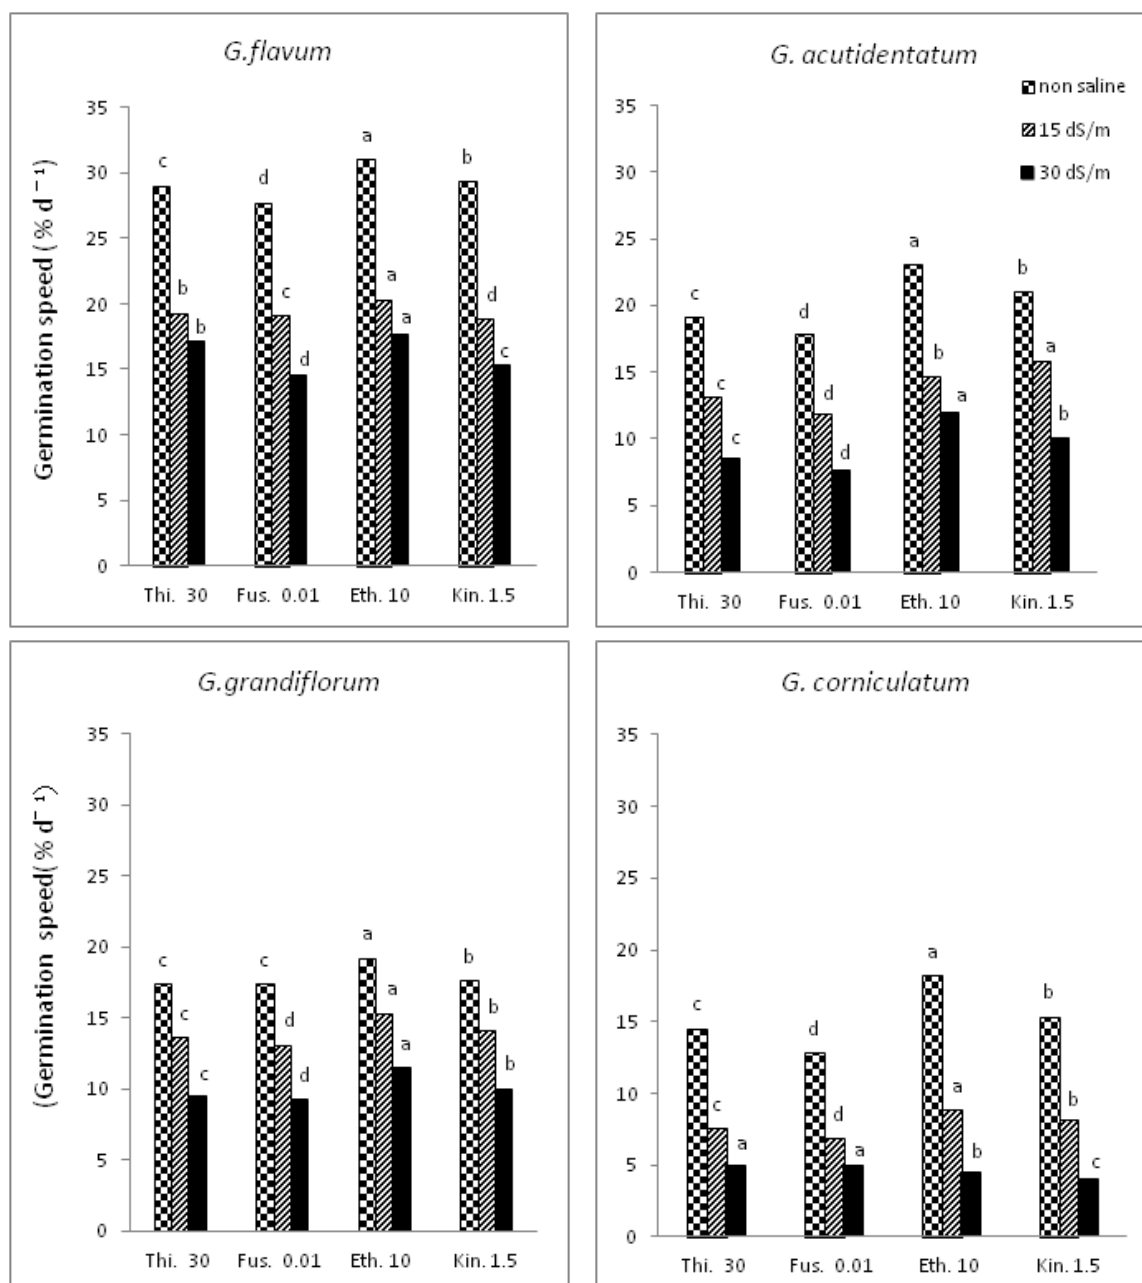 G.flavum
Germination speed ( % d ⁻¹)
35
30
25
20
15
10
5
0
c
b
b
d
c
d
a
a
a
b
d
c
Thi. 30
Fus. 0.01
Eth. 10
Kin. 1.5
G. acutidentatum
non saline
15 dS/m
30 dS/m
35
30
25
20
15
10
5
0
c
c
c
d
d
d
a
b
a
b
a
b
Thi. 30
Fus. 0.01
Eth. 10
Kin. 1.5
G.grandiflorum
(Germination speed( % d⁻ ¹)
35
30
25
20
15
10
5
0
c
c
c
c
d
d
a
a
a
b
b
b
Thi. 30
Fus. 0.01
Eth. 10
Kin. 1.5
G. corniculatum
35
30
25
20
15
10
5
0
c
c
a
d
d
a
a
a
b
b
b
c
Thi. 30
Fus. 0.01
Eth. 10
Kin. 1.5